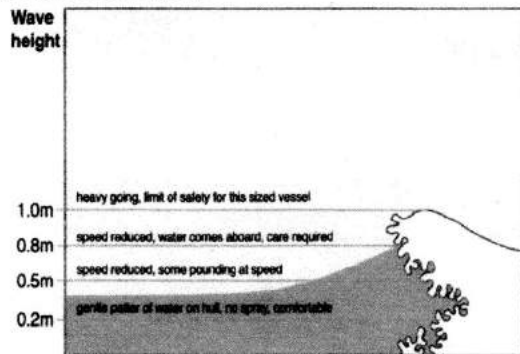 Wave
height
heavy going, limit of safety for this sized vessel
1.0m
speed reduced, water comes aboard, care required
0.8m
speed reduced, some pounding at speed
0.5m
gentle patter of water on hull, no spray, comfortable
0.2m